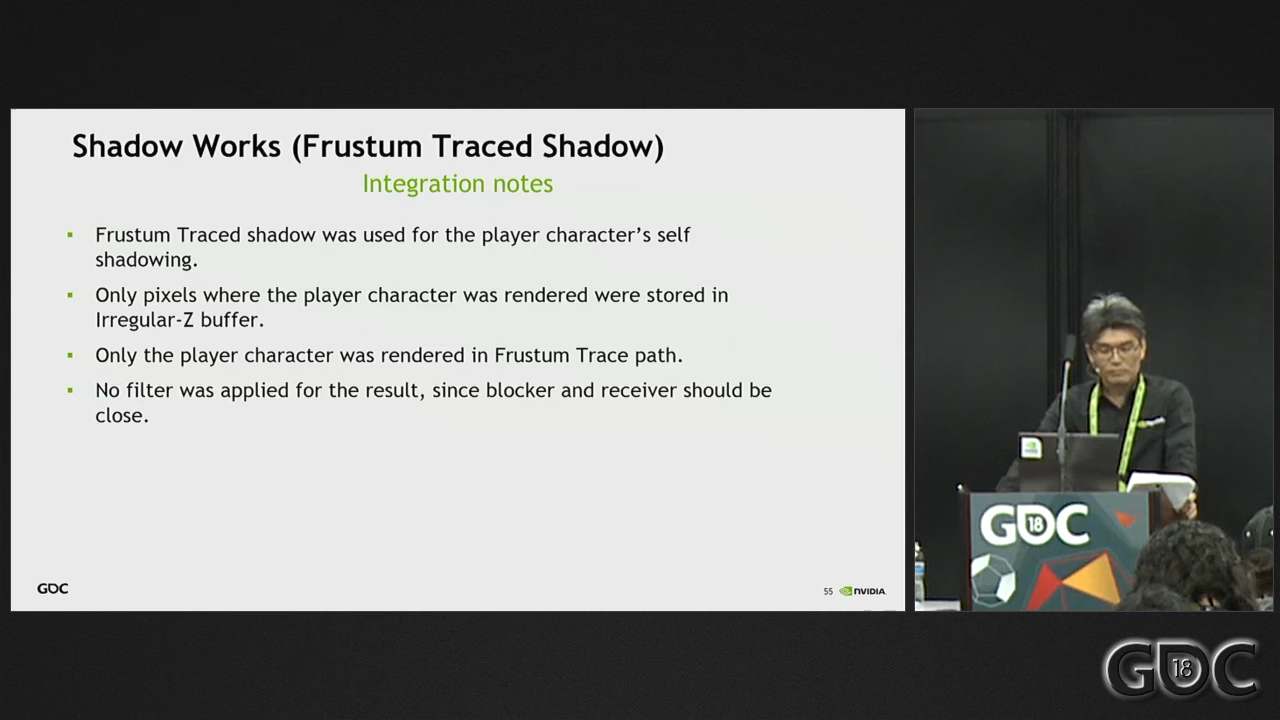 Shadow Works (Frustum Traced Shadow)
Integration notes
▪ Frustum Traced shadow was used for the player character’s self
shadowing.
▪ Only pixels where the player character was rendered were stored in
Irregular-Z buffer.
▪ Only the player character was rendered in Frustum Trace path.
▪ No filter was applied for the result, since blocker and receiver should be
close.
GDC
55 NVIDIA
GDC 18
GDC 18